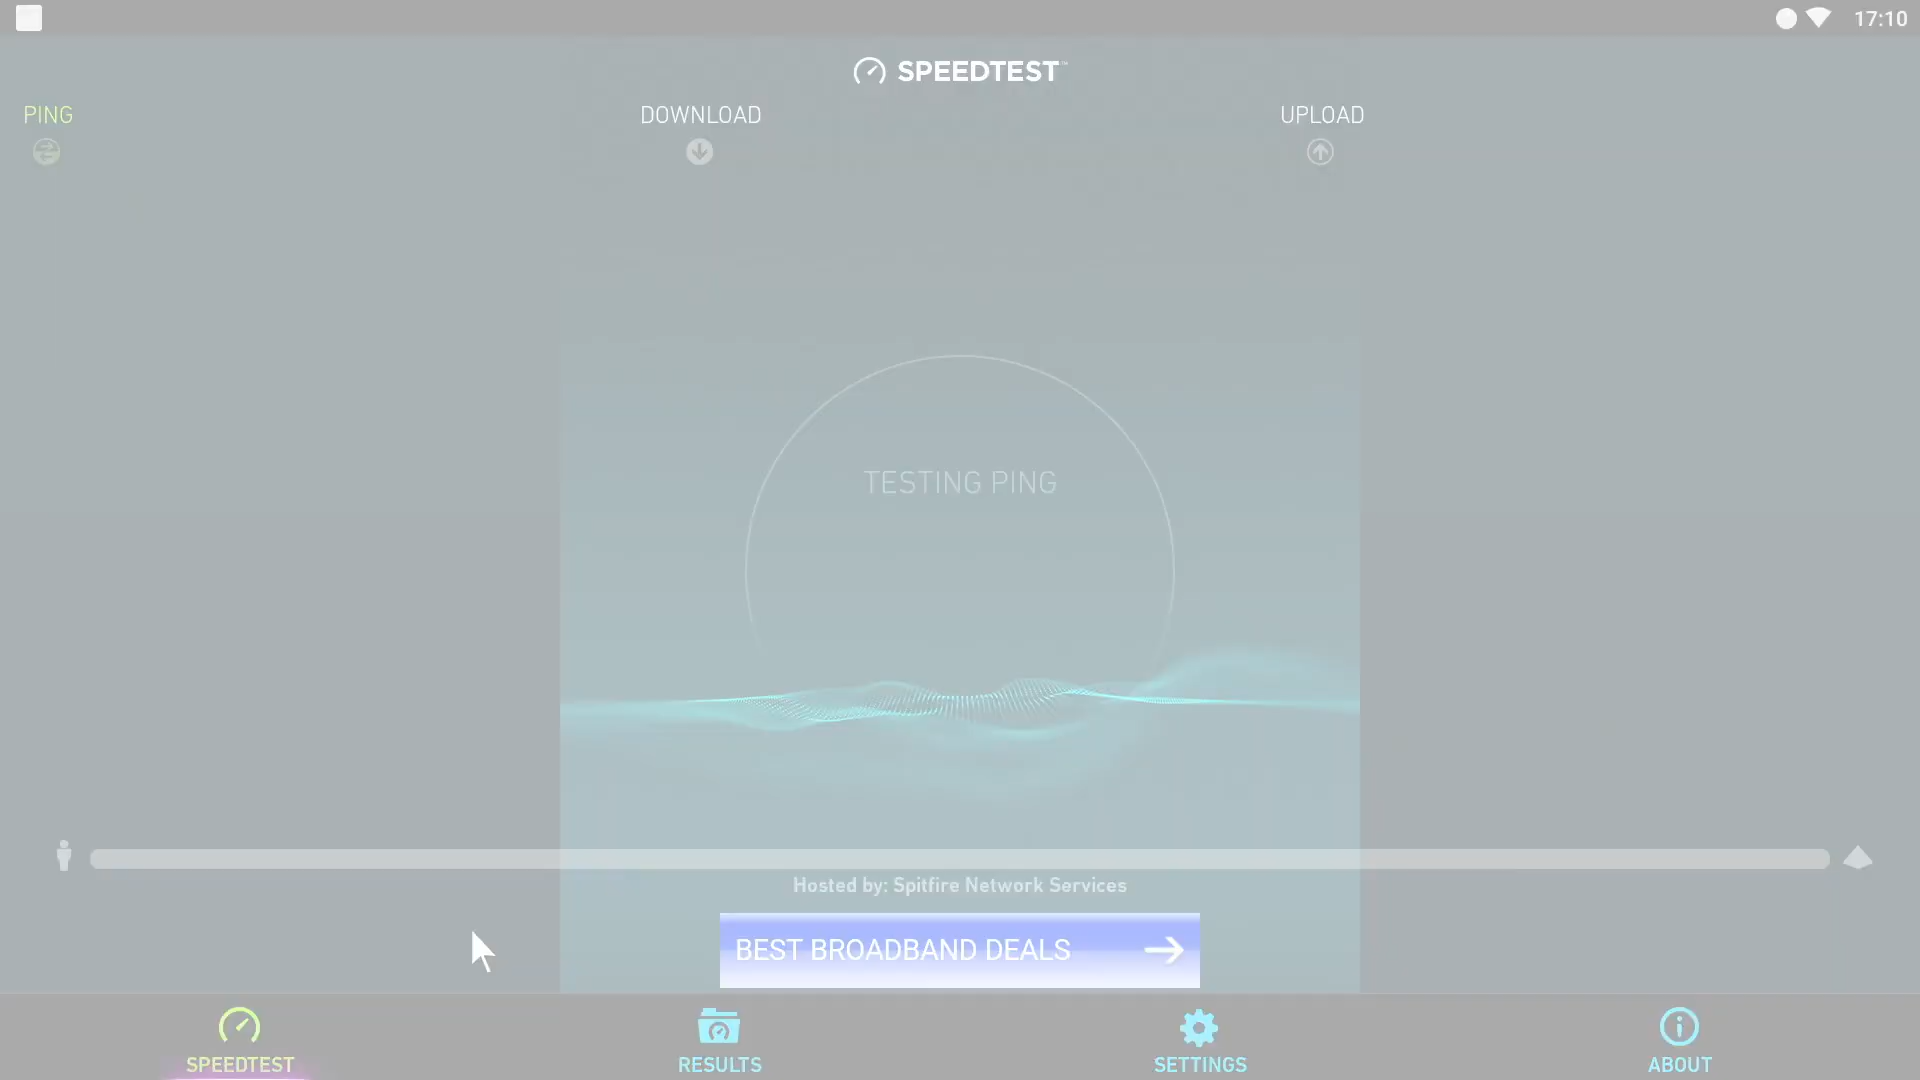 17:10
SPEEDTEST™
PING
DOWNLOAD
UPLOAD
TESTING PING
Hosted by: Spitfire Network Services
BEST BROADBAND DEALS
SPEEDTEST
RESULTS
SETTINGS
ABOUT